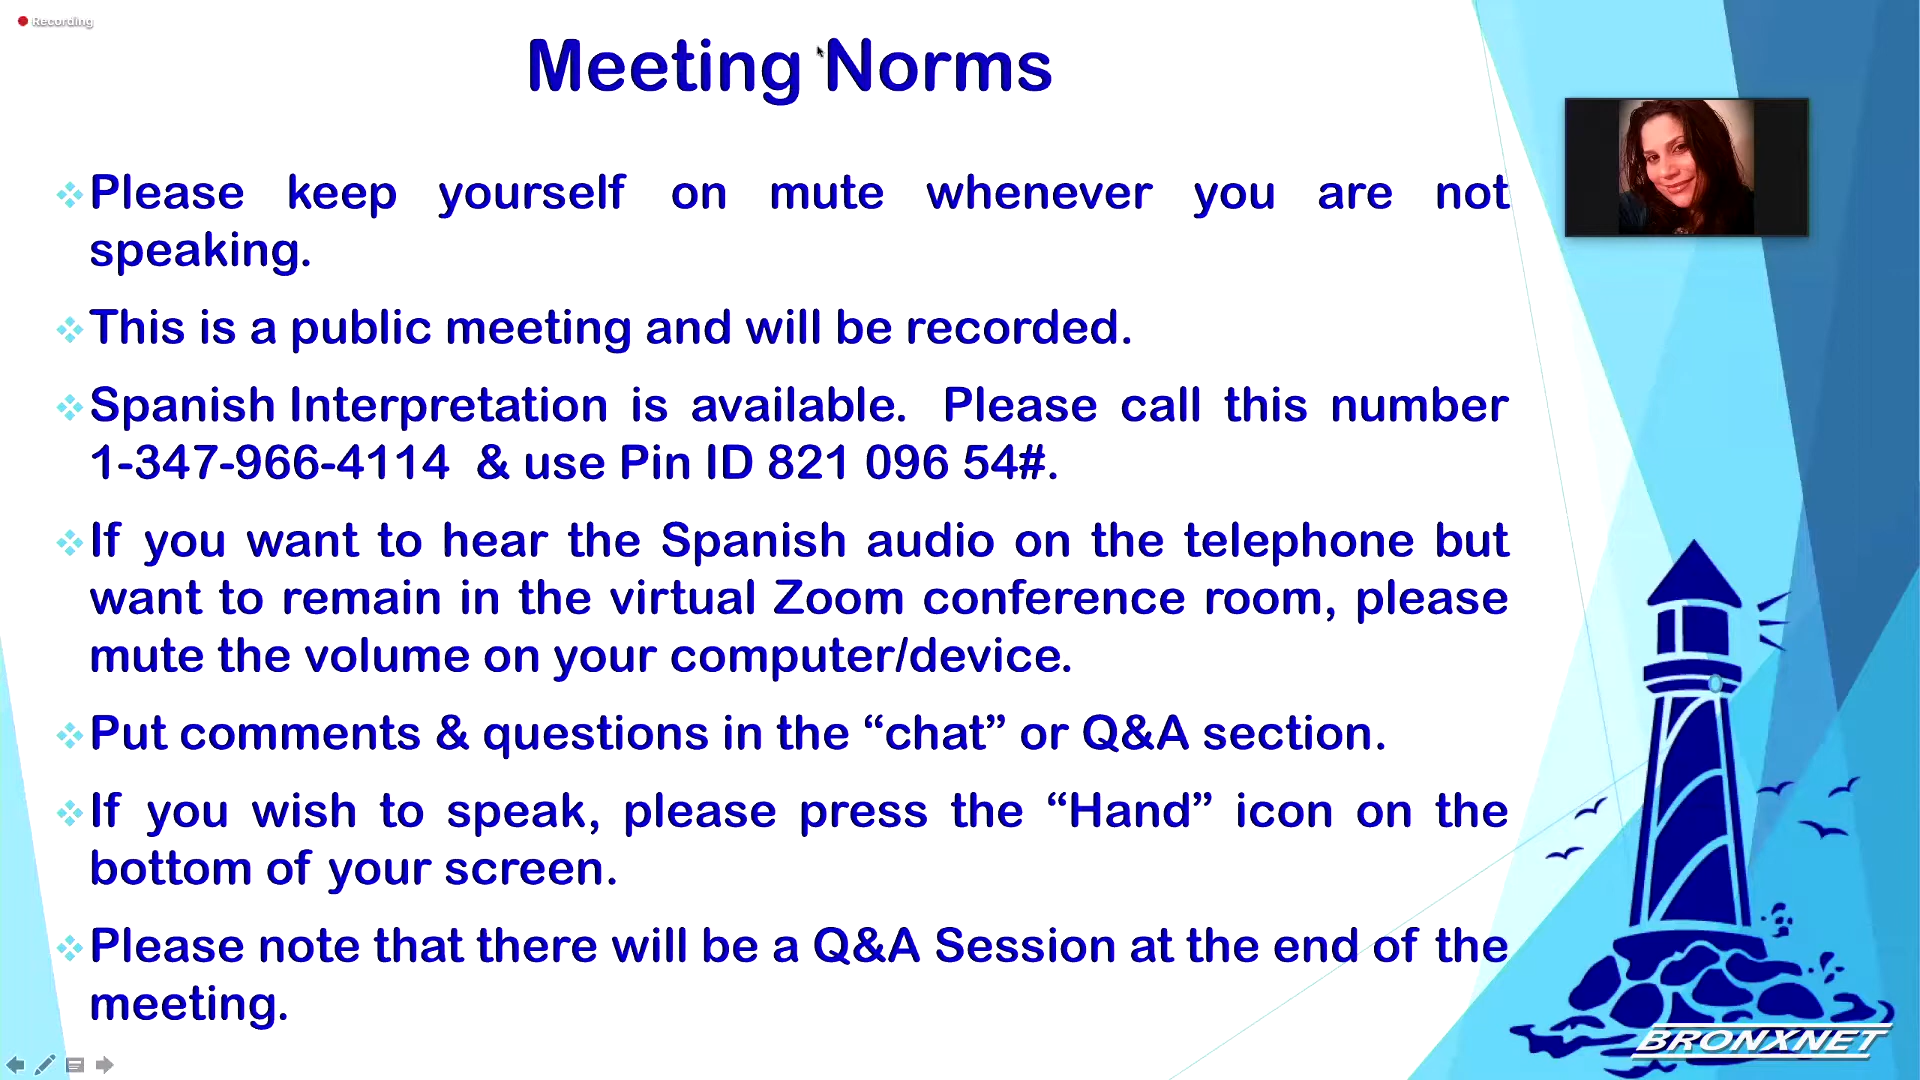 Recording
Meeting Norms
Please keep yourself on mute whenever you are not
speaking.
This is a public meeting and will be recorded.
Spanish Interpretation is available. Please call this number
1-347-966-4114 & use Pin ID 821 096 54#.
If you want to hear the Spanish audio on the telephone but
want to remain in the virtual Zoom conference room, please
mute the volume on your computer/device.
Put comments & questions in the “chat” or Q&A section.
If you wish to speak, please press the “Hand” icon on the
bottom of your screen.
Please note that there will be a Q&A Session at the end of the
meeting.
BRONXNET